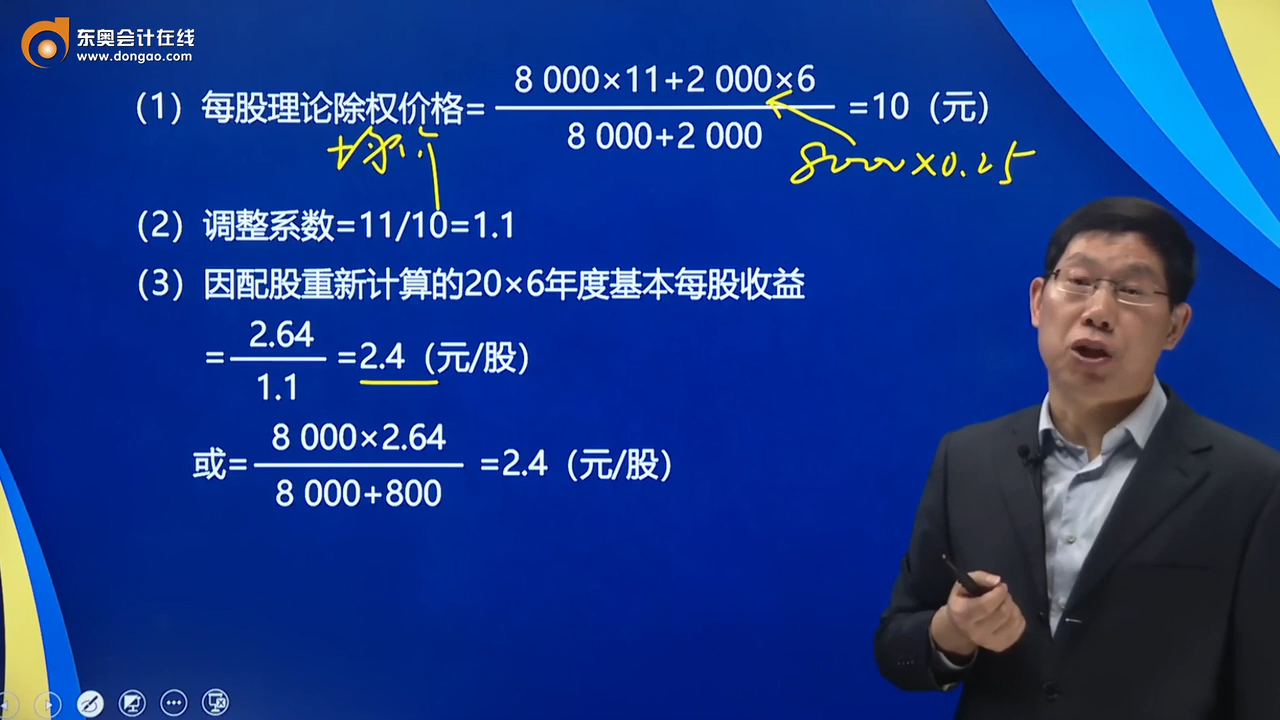 东奥会计在线
www.dongao.com
(1) 每股理论除权价格=(8 000×11+2 000×6)/(8 000+2 000)=10 (元)
8000×0.25
(2) 调整系数=11/10=1.1
(3) 因配股重新计算的20×6年度基本每股收益
=2.64/1.1=2.4 (元/股)
或=(8 000×2.64)/(8 000+800)=2.4 (元/股)